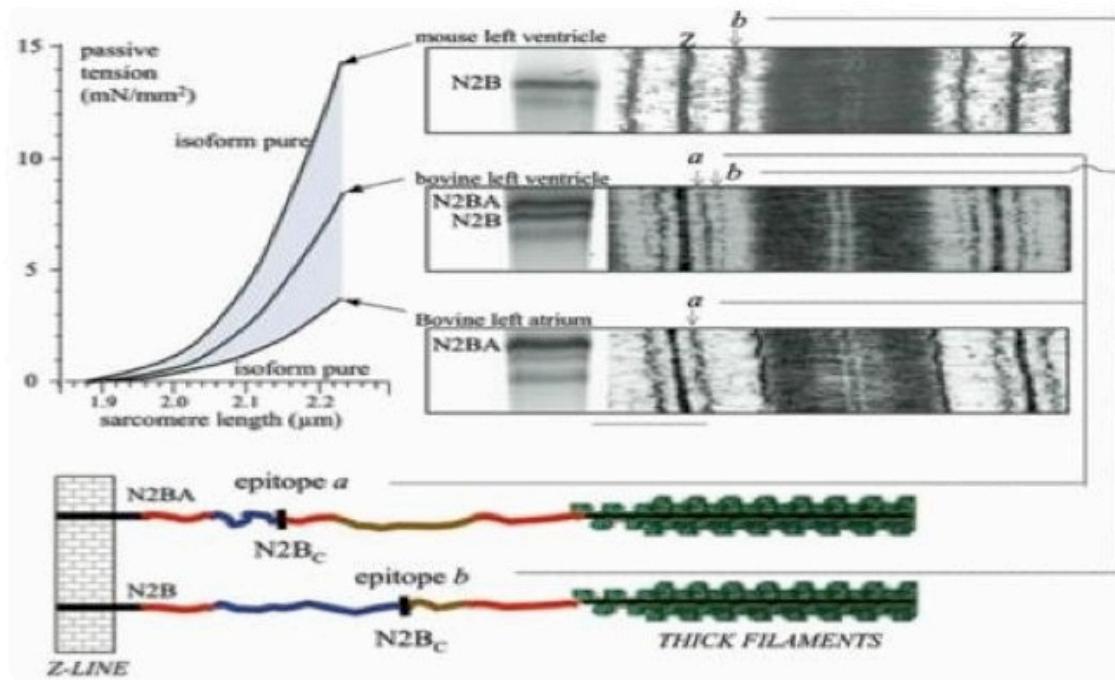 b
15
passive
tension
(mN/mm²)
mouse left ventricle
Z
Z
N2B
isoform pure
10
a
b
bovine left ventricle
N2BA
N2B
5
a
Bovine left atrium
N2BA
isoform pure
0
1.9
2.0
2.1
2.2
sarcomere length (µm)
epitope a
N2BA
N2BC
epitope b
N2B
N2BC
THICK FILAMENTS
Z-LINE